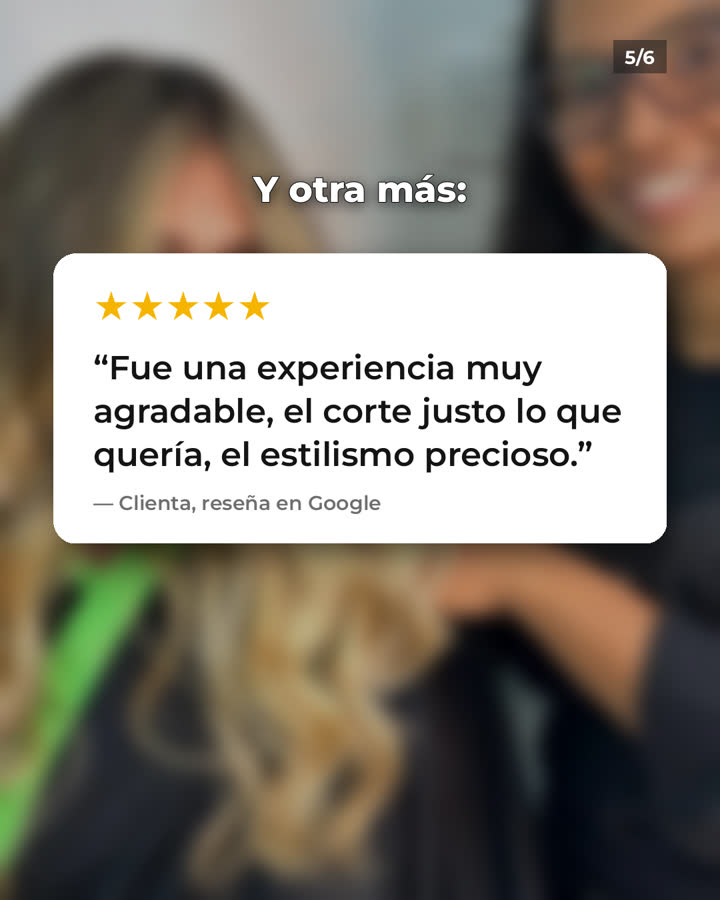 5/6
Y otra más:
★★★★★
“Fue una experiencia muy
agradable, el corte justo lo que
quería, el estilismo precioso.”
— Clienta, reseña en Google